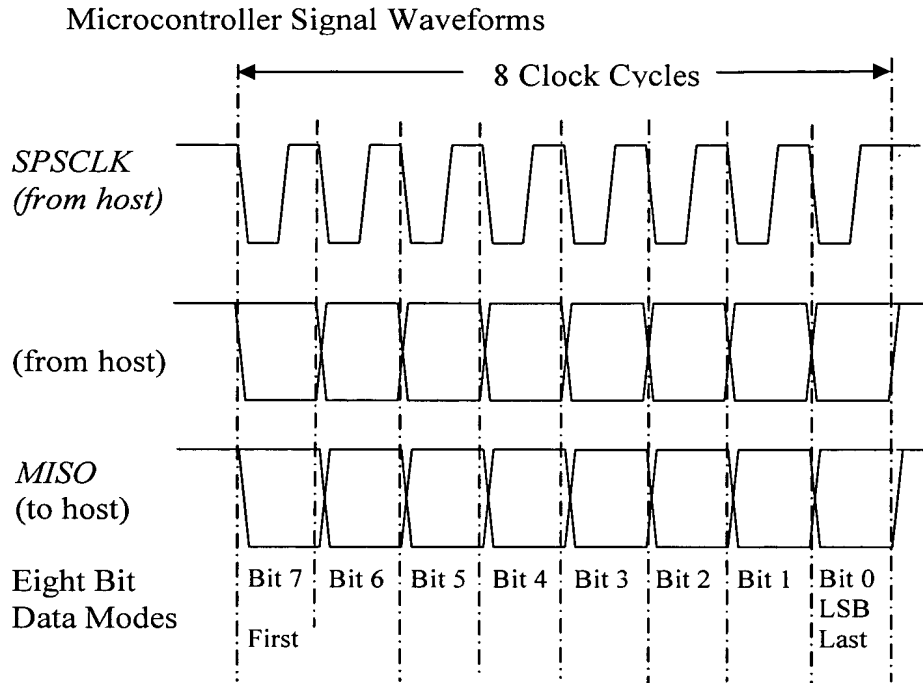 Microcontroller Signal Waveforms
8 Clock Cycles
SPSCLK
(from host)
(from host)
MISO
(to host)
Eight Bit
Data Modes
Bit 7 Bit 6 Bit 5 Bit 4 Bit 3 Bit 2 Bit 1 Bit 0
LSB
First Last